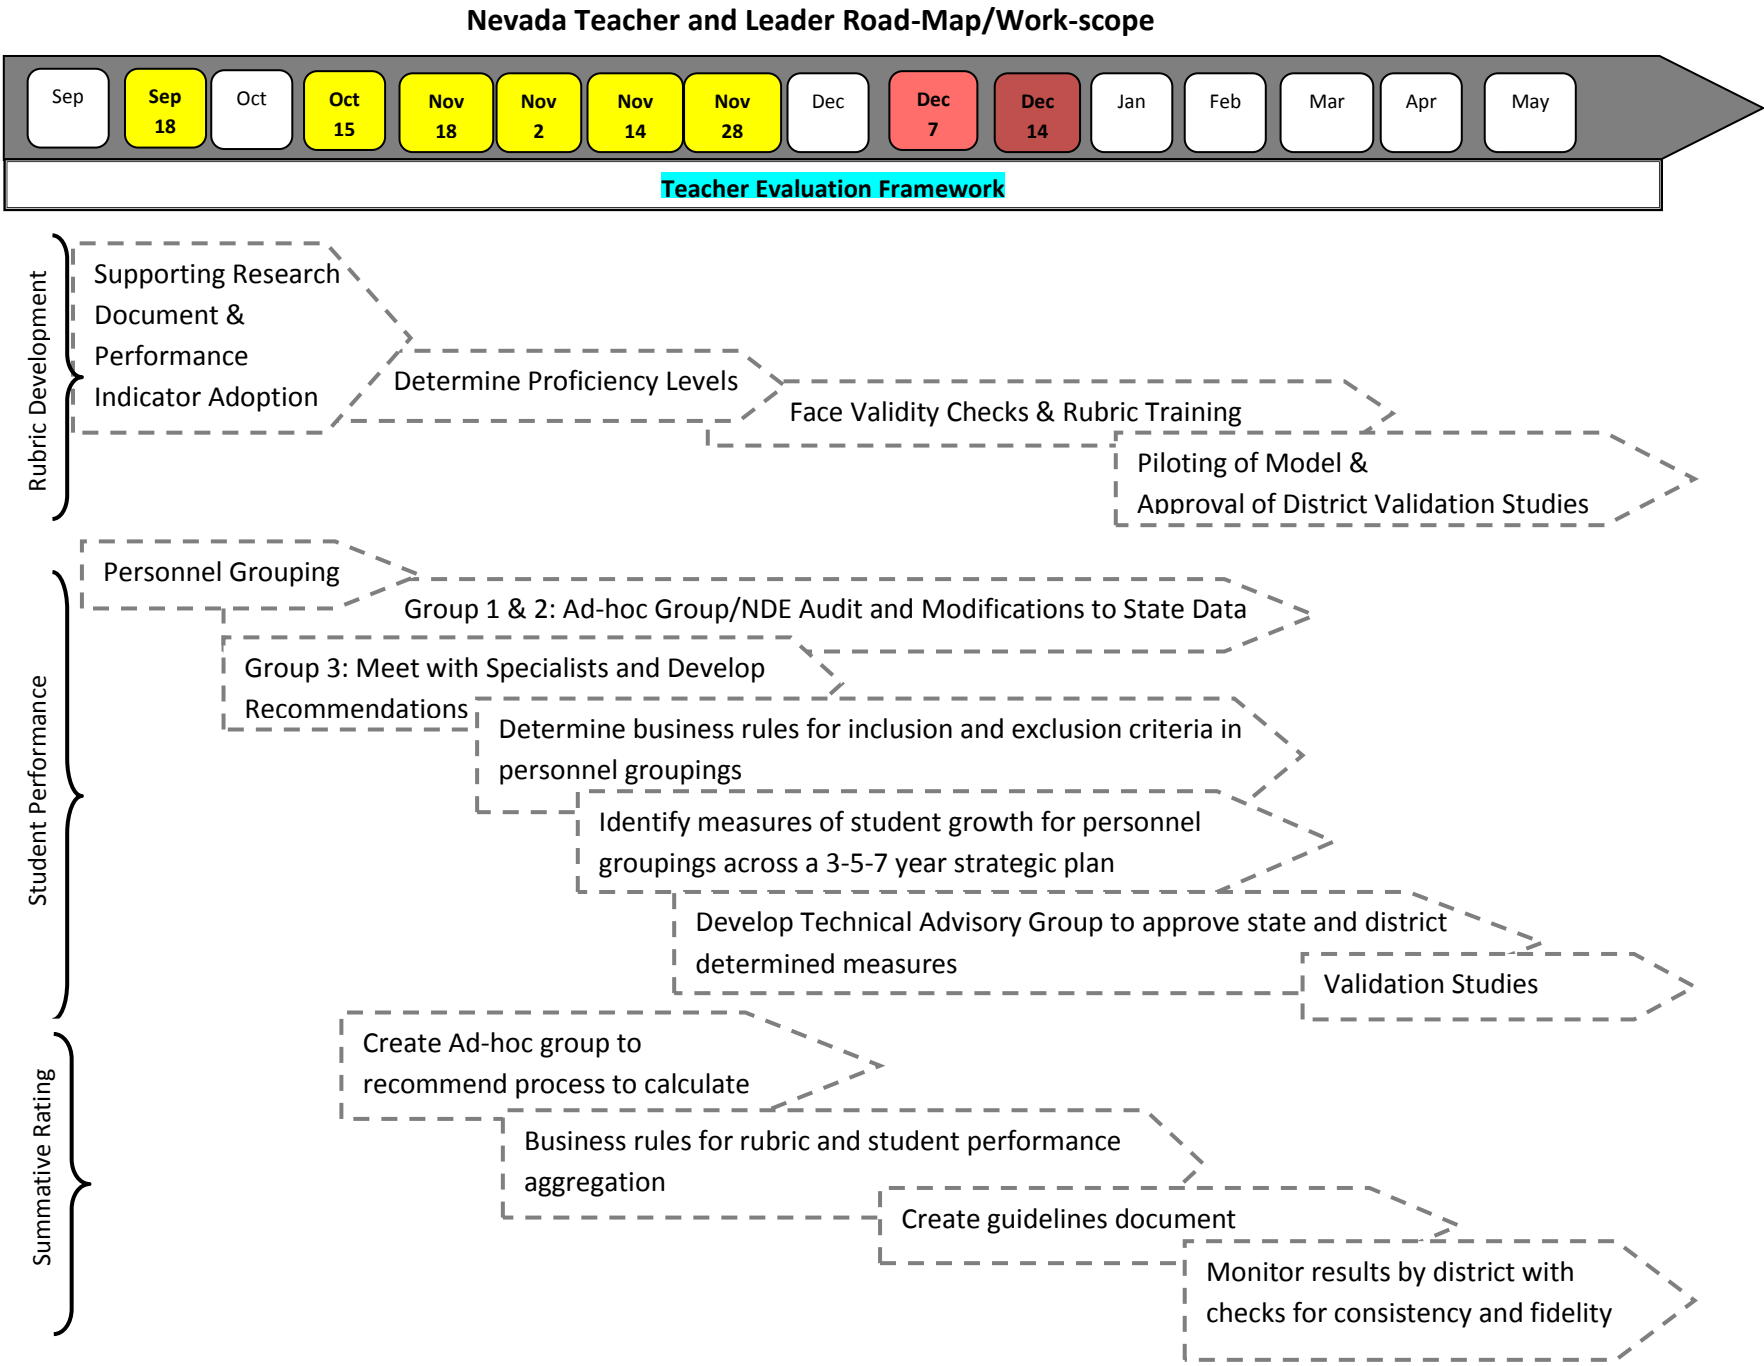 Nevada Teacher and Leader Road-Map/Work-scope
Sep
Sep
18
Oct
Oct
15
Nov
18
Nov
2
Nov
14
Nov
28
Dec
Dec
7
Dec
14
Jan
Feb
Mar
Apr
May
Teacher Evaluation Framework
Rubric Development
Supporting Research
Document &
Performance
Indicator Adoption
Determine Proficiency Levels
Face Validity Checks & Rubric Training
Piloting of Model &
Approval of District Validation Studies
Student Performance
Personnel Grouping
Group 1 & 2: Ad-hoc Group/NDE Audit and Modifications to State Data
Group 3: Meet with Specialists and Develop
Recommendations
Determine business rules for inclusion and exclusion criteria in
personnel groupings
Identify measures of student growth for personnel
groupings across a 3-5-7 year strategic plan
Develop Technical Advisory Group to approve state and district
determined measures
Validation Studies
Summative Rating
Create Ad-hoc group to
recommend process to calculate
Business rules for rubric and student performance
aggregation
Create guidelines document
Monitor results by district with
checks for consistency and fidelity